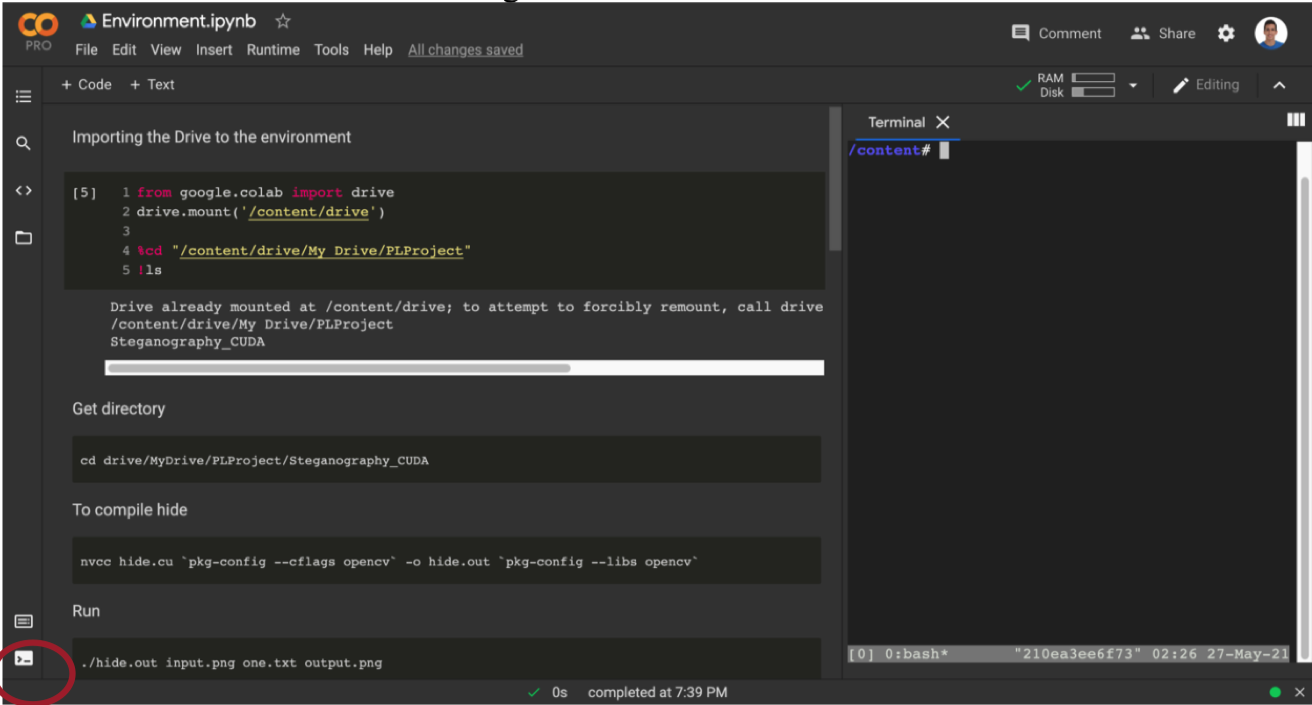 Environment.ipynb
PRO
File Edit View Insert Runtime Tools Help All changes saved
Comment
Share
+ Code + Text
RAM
Disk
Editing
Importing the Drive to the environment
[5]
1 from google.colab import drive
2 drive.mount('/content/drive')
3
4 %cd "/content/drive/My Drive/PLProject"
5 !ls
Drive already mounted at /content/drive; to attempt to forcibly remount, call drive
/content/drive/My Drive/PLProject
Steganography_CUDA
Get directory
cd drive/MyDrive/PLProject/Steganography_CUDA
To compile hide
nvcc hide.cu `pkg-config --cflags opencv` -o hide.out `pkg-config --libs opencv`
Run
./hide.out input.png one.txt output.png
Terminal
/content#
[0] 0:bash* "210ea3ee6f73" 02:26 27-May-21
0s completed at 7:39 PM